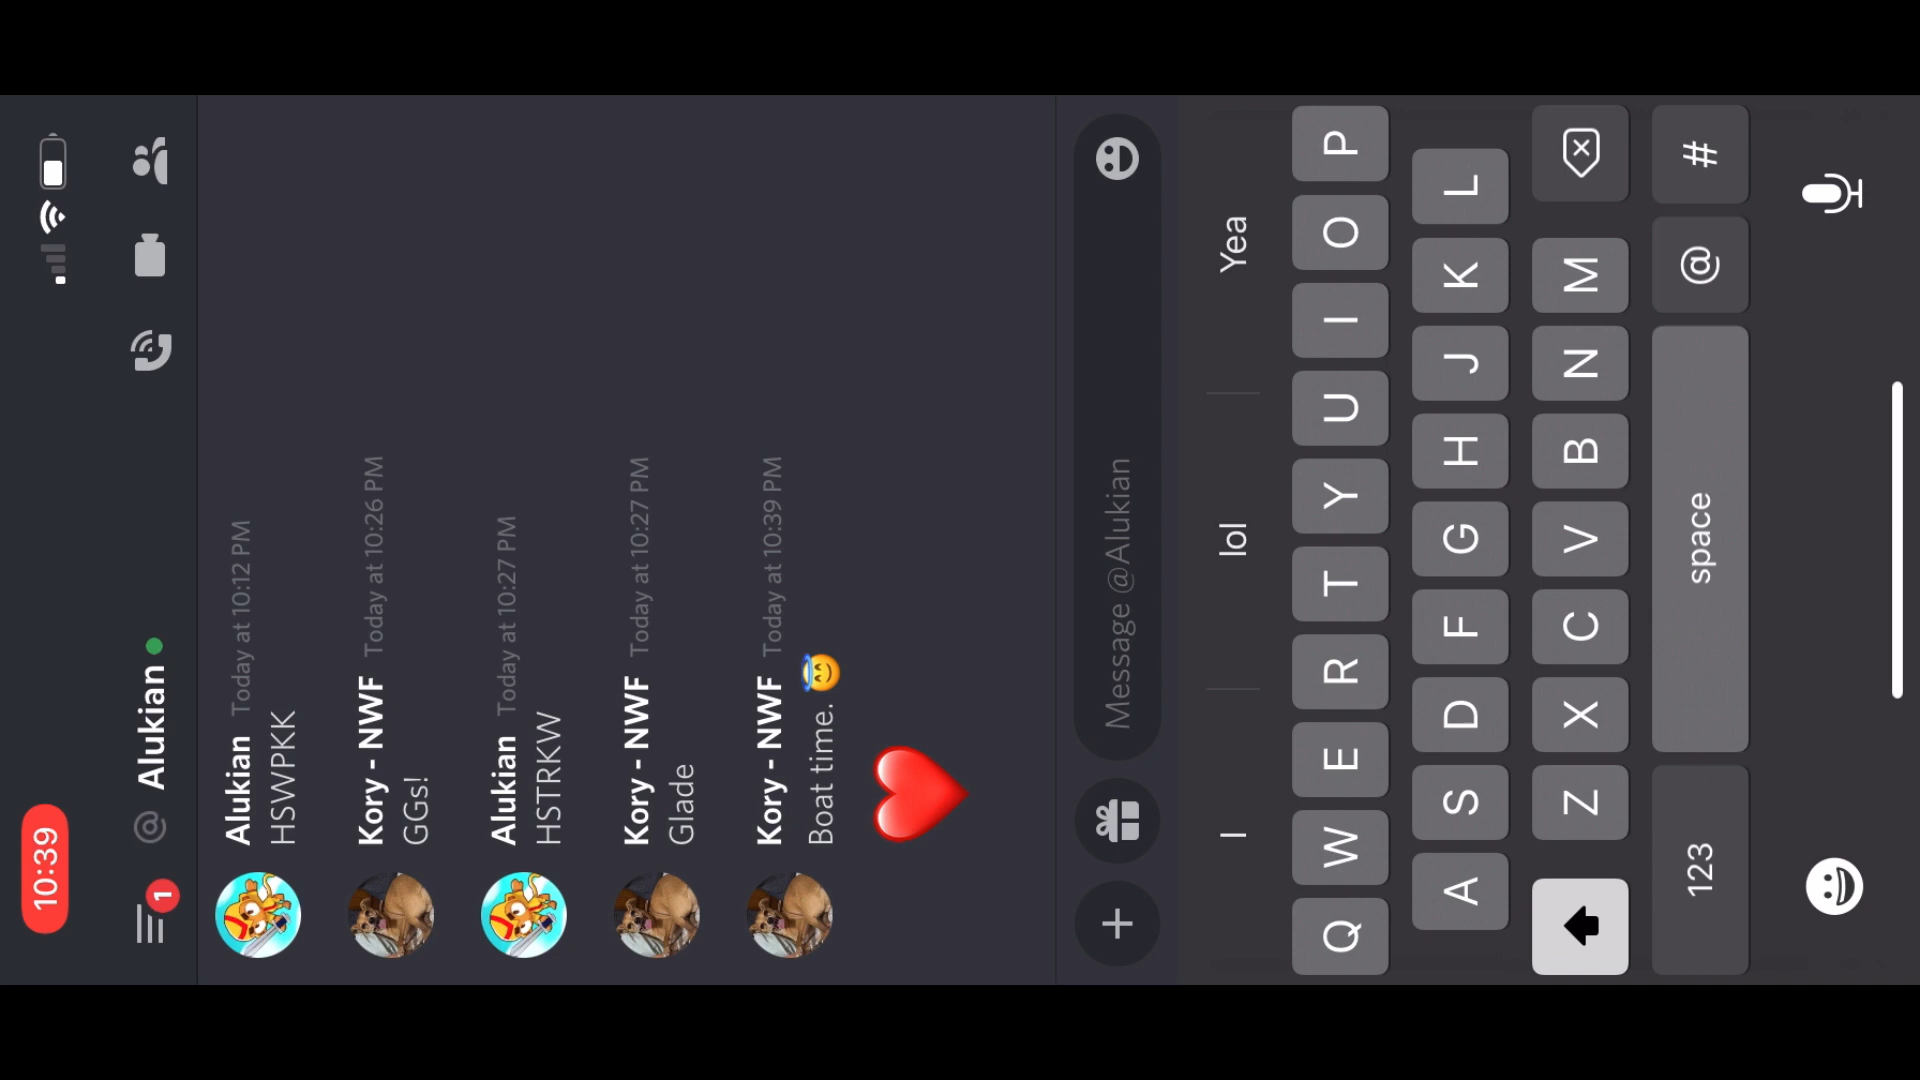 10:39
1
@ Alukian
Alukian Today at 10:12 PM
HSWPKK
Kory - NWF Today at 10:26 PM
GGs!
Alukian Today at 10:27 PM
HSTRKW
Kory - NWF Today at 10:27 PM
Glade
Kory - NWF Today at 10:39 PM
Boat time. 😇
❤️
Message @Alukian
I lol Yea
Q W E R T Y U I O P
A S D F G H J K L
Z X C V B N M
123 space @ #